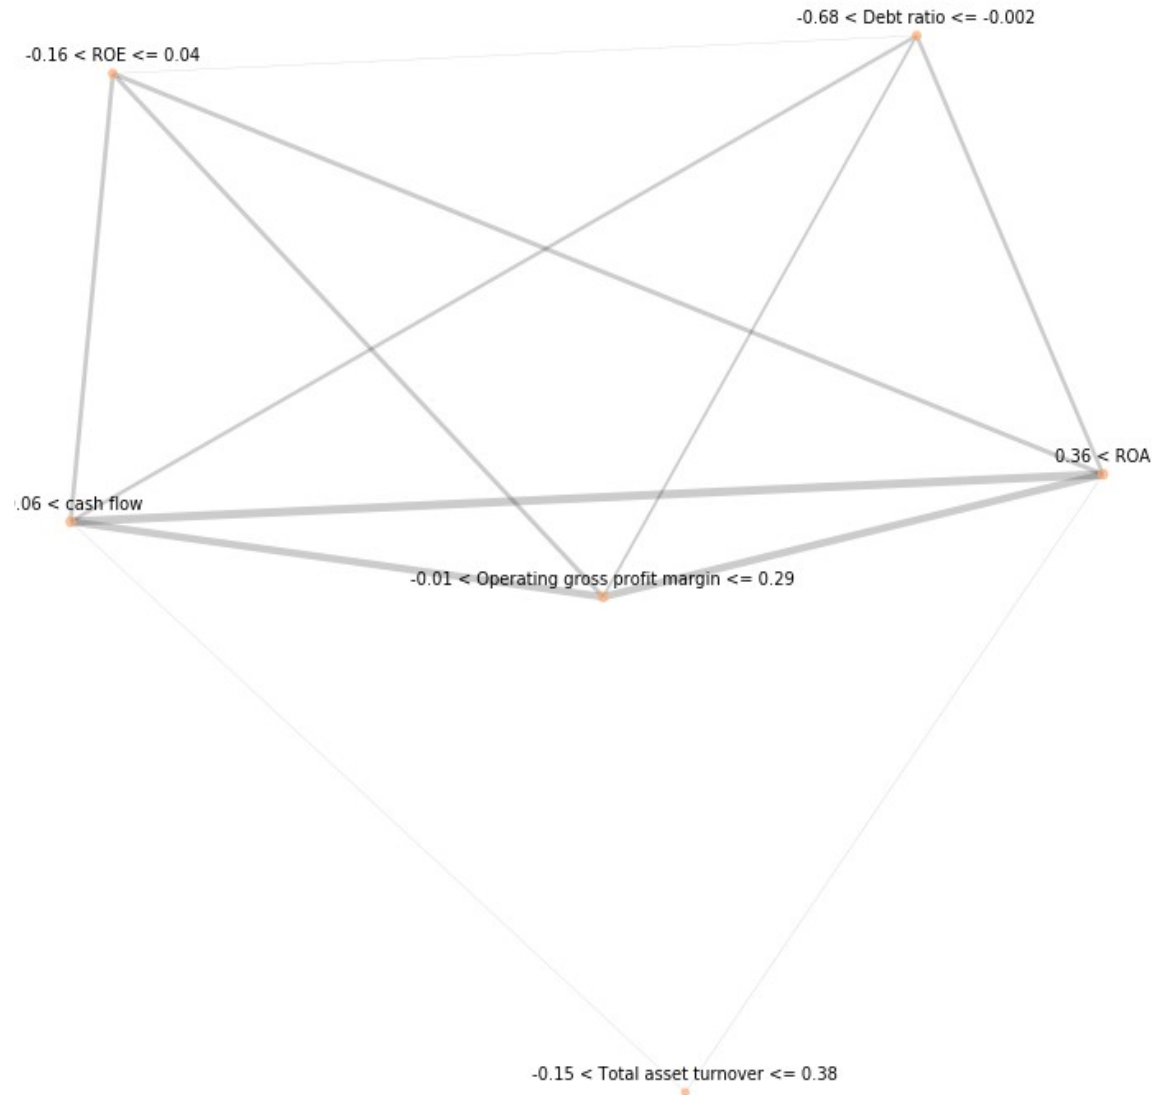 -0.68 < Debt ratio <= -0.002
-0.16 < ROE <= 0.04
0.36 < ROA
.06 < cash flow
-0.01 < Operating gross profit margin <= 0.29
-0.15 < Total asset turnover <= 0.38